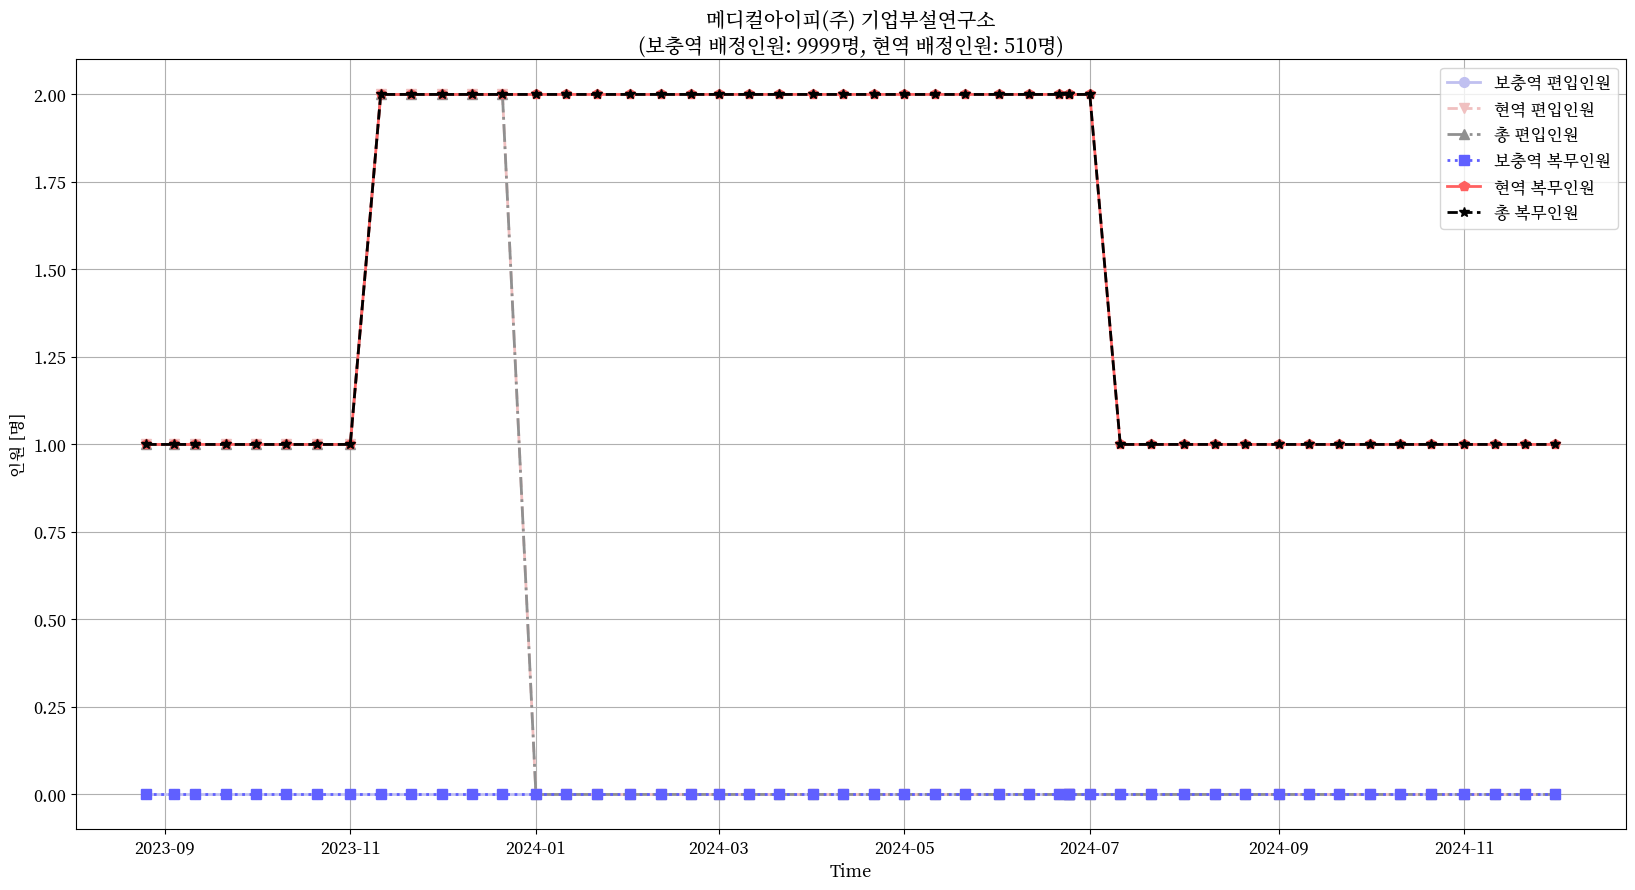 메디컬아이피(주) 기업부설연구소
(보충역 배정인원: 9999명, 현역 배정인원: 510명)
보충역 편입인원
현역 편입인원
총 편입인원
보충역 복무인원
현역 복무인원
총 복무인원
인원 [명]
2.00
1.75
1.50
1.25
1.00
0.75
0.50
0.25
0.00
2023-09 2023-11 2024-01 2024-03 2024-05 2024-07 2024-09 2024-11
Time